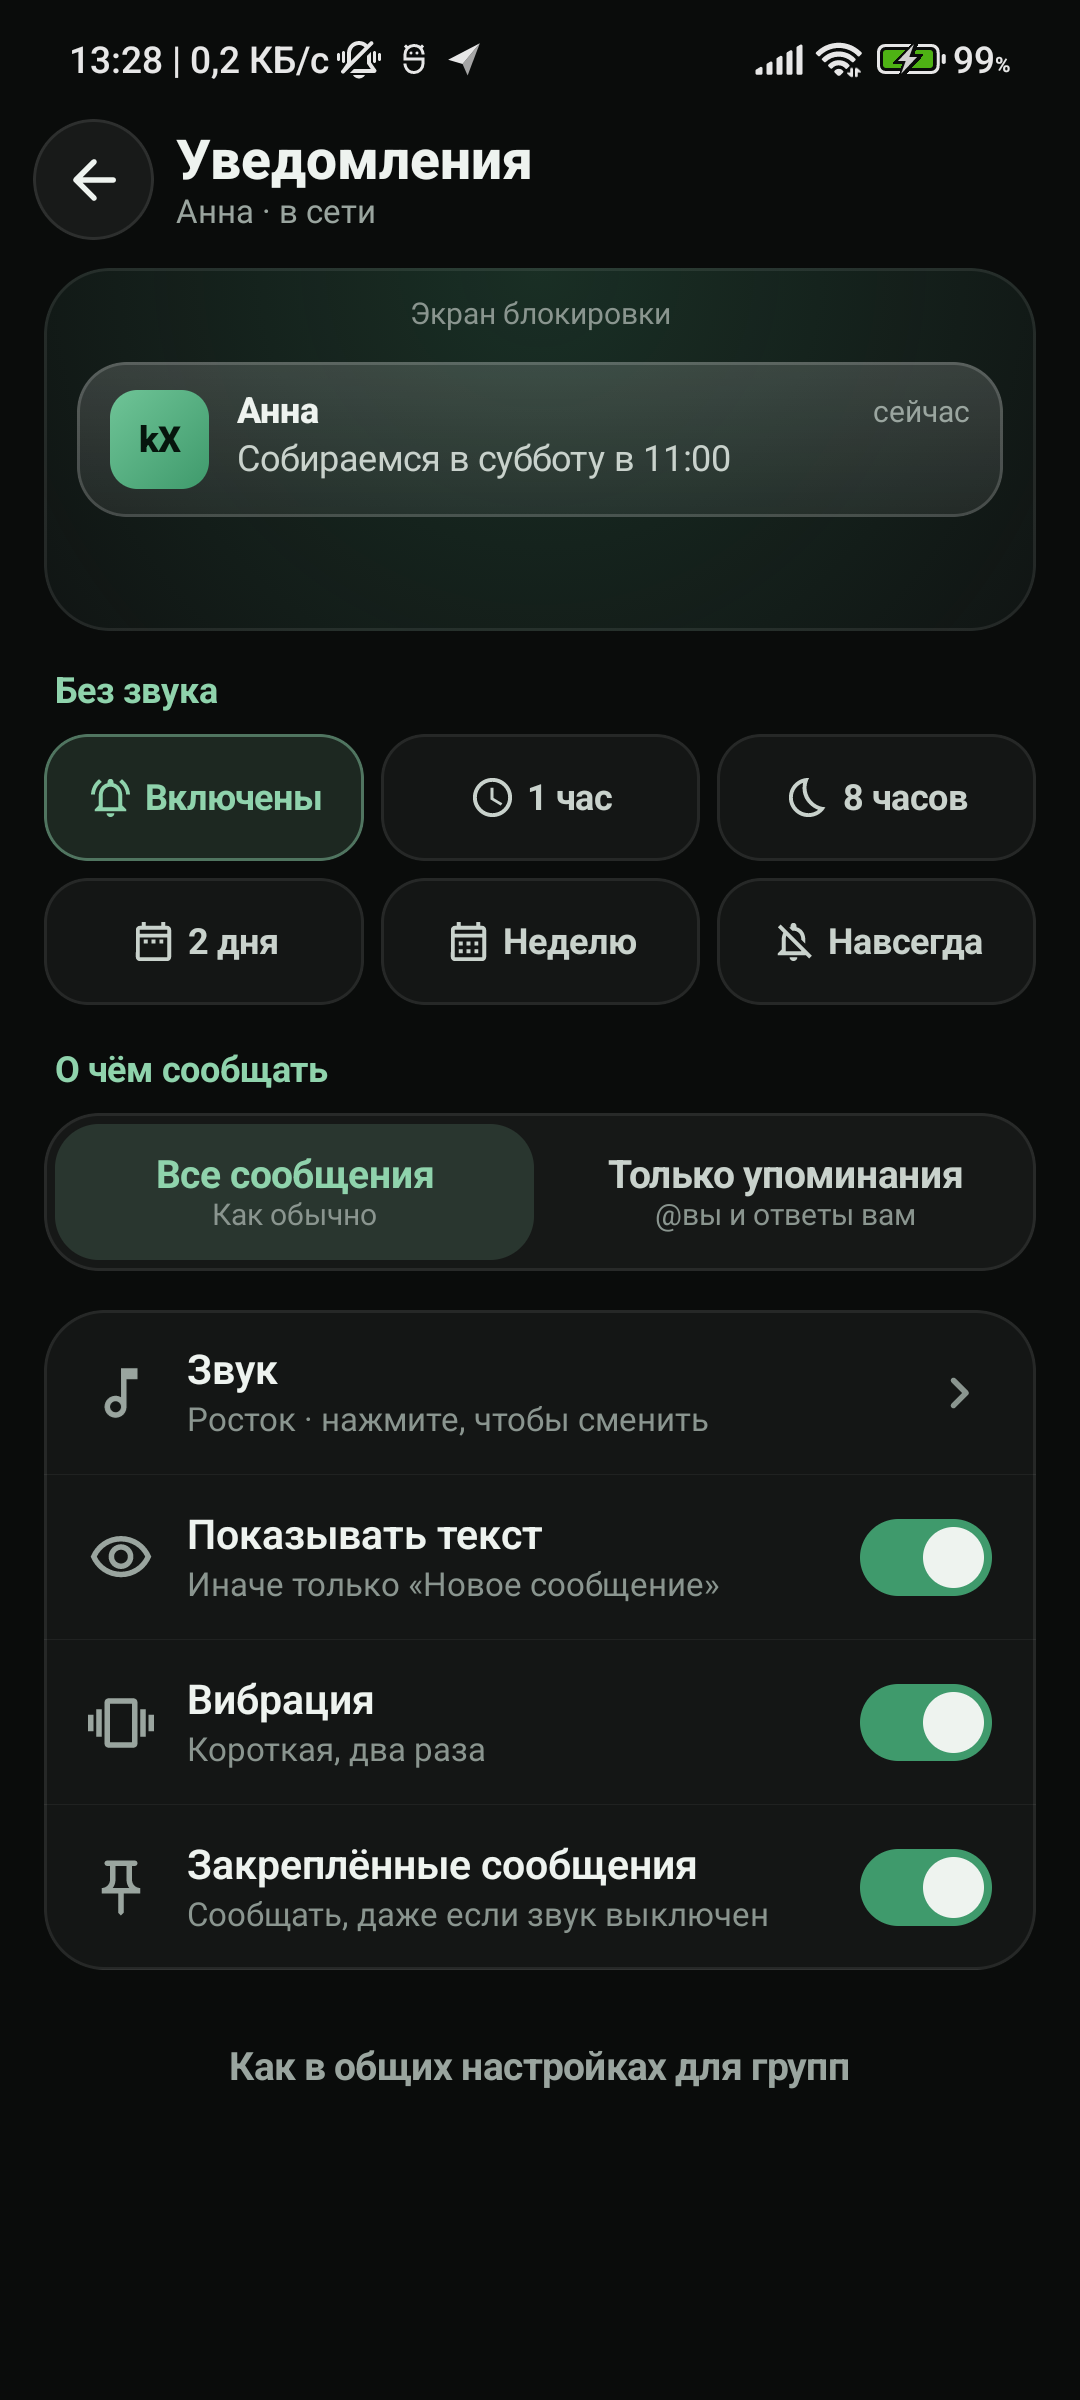 13:28 | 0,2 КБ/с
99%
Уведомления
Анна · в сети
Экран блокировки
kX
Анна
сейчас
Собираемся в субботу в 11:00
Без звука
Включены
1 час
8 часов
2 дня
Неделю
Навсегда
О чём сообщать
Все сообщения
Как обычно
Только упоминания
@вы и ответы вам
Звук
Росток · нажмите, чтобы сменить
Показывать текст
Иначе только «Новое сообщение»
Вибрация
Короткая, два раза
Закреплённые сообщения
Сообщать, даже если звук выключен
Как в общих настройках для групп